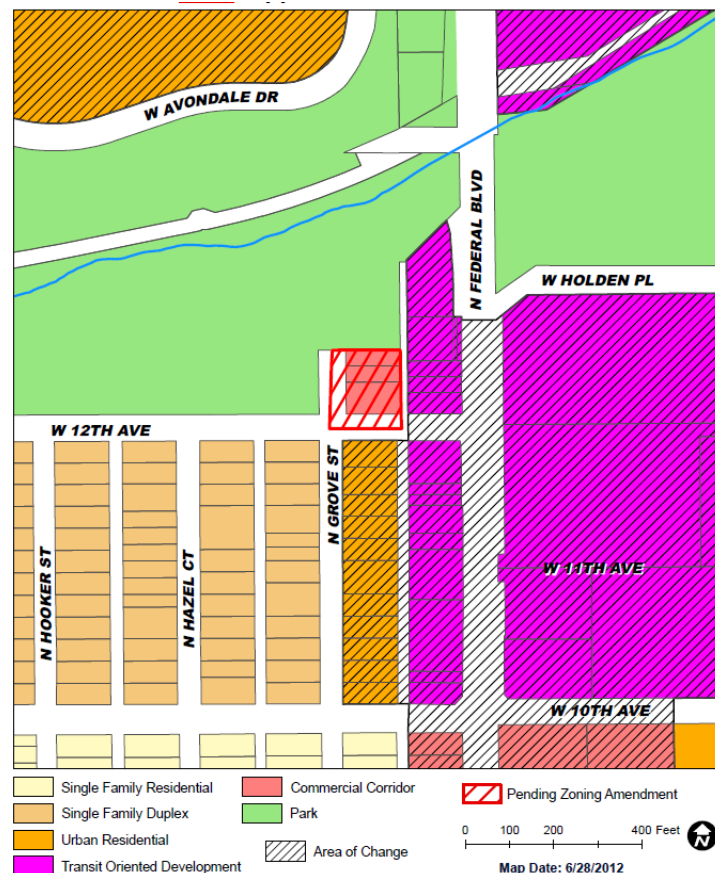 W AVONDALE DR
N FEDERAL BLVD
W HOLDEN PL
W 12TH AVE
N GROVE ST
N HOOKER ST
N HAZEL CT
W 11TH AVE
W 10TH AVE
Single Family Residential
Single Family Duplex
Urban Residential
Transit Oriented Development
Commercial Corridor
Park
Area of Change
Pending Zoning Amendment
0 100 200 400 Feet
N
Map Date: 6/28/2012